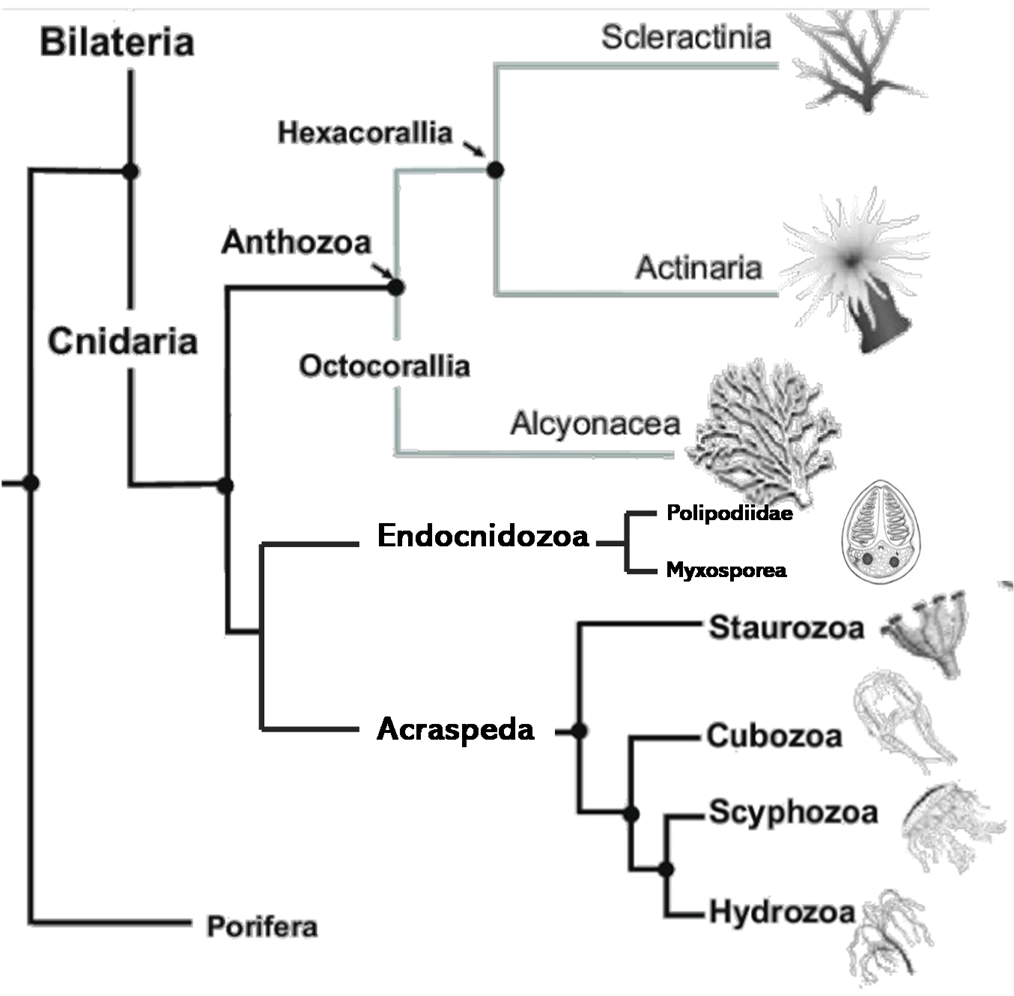 Bilateria
Scleractinia
Hexacorallia
Anthozoa
Actinaria
Cnidaria
Octocorallia
Alcyonacea
Polipodiidae
Endocnidozoa
Myxosporea
Staurozoa
Acraspeda
Cubozoa
Scyphozoa
Hydrozoa
Porifera